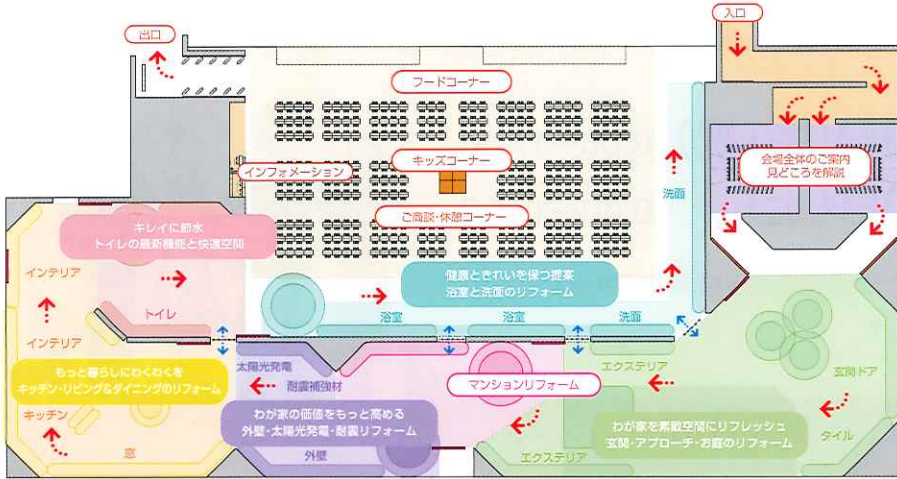 出口
入口
フードコーナー
キッズコーナー
インフォメーション
ご商談・休憩コーナー
会場全体のご案内
見どころを解説
洗面
キレイに節水
トイレの最新機能と快適空間
健康ときれいを保つ提案
浴室と洗面のリフォーム
インテリア
トイレ
浴室
浴室
洗面
インテリア
太陽光発電
耐震補強材
エクステリア
玄関ドア
もっと暮らしにわくわくを
キッチン・リビング&ダイニングのリフォーム
マンションリフォーム
キッチン
わが家の価値をもっと高める
外壁・太陽光発電・耐震リフォーム
わが家を素敵空間にリフレッシュ
玄関・アプローチ・お庭のリフォーム
タイル
窓
外壁
エクステリア